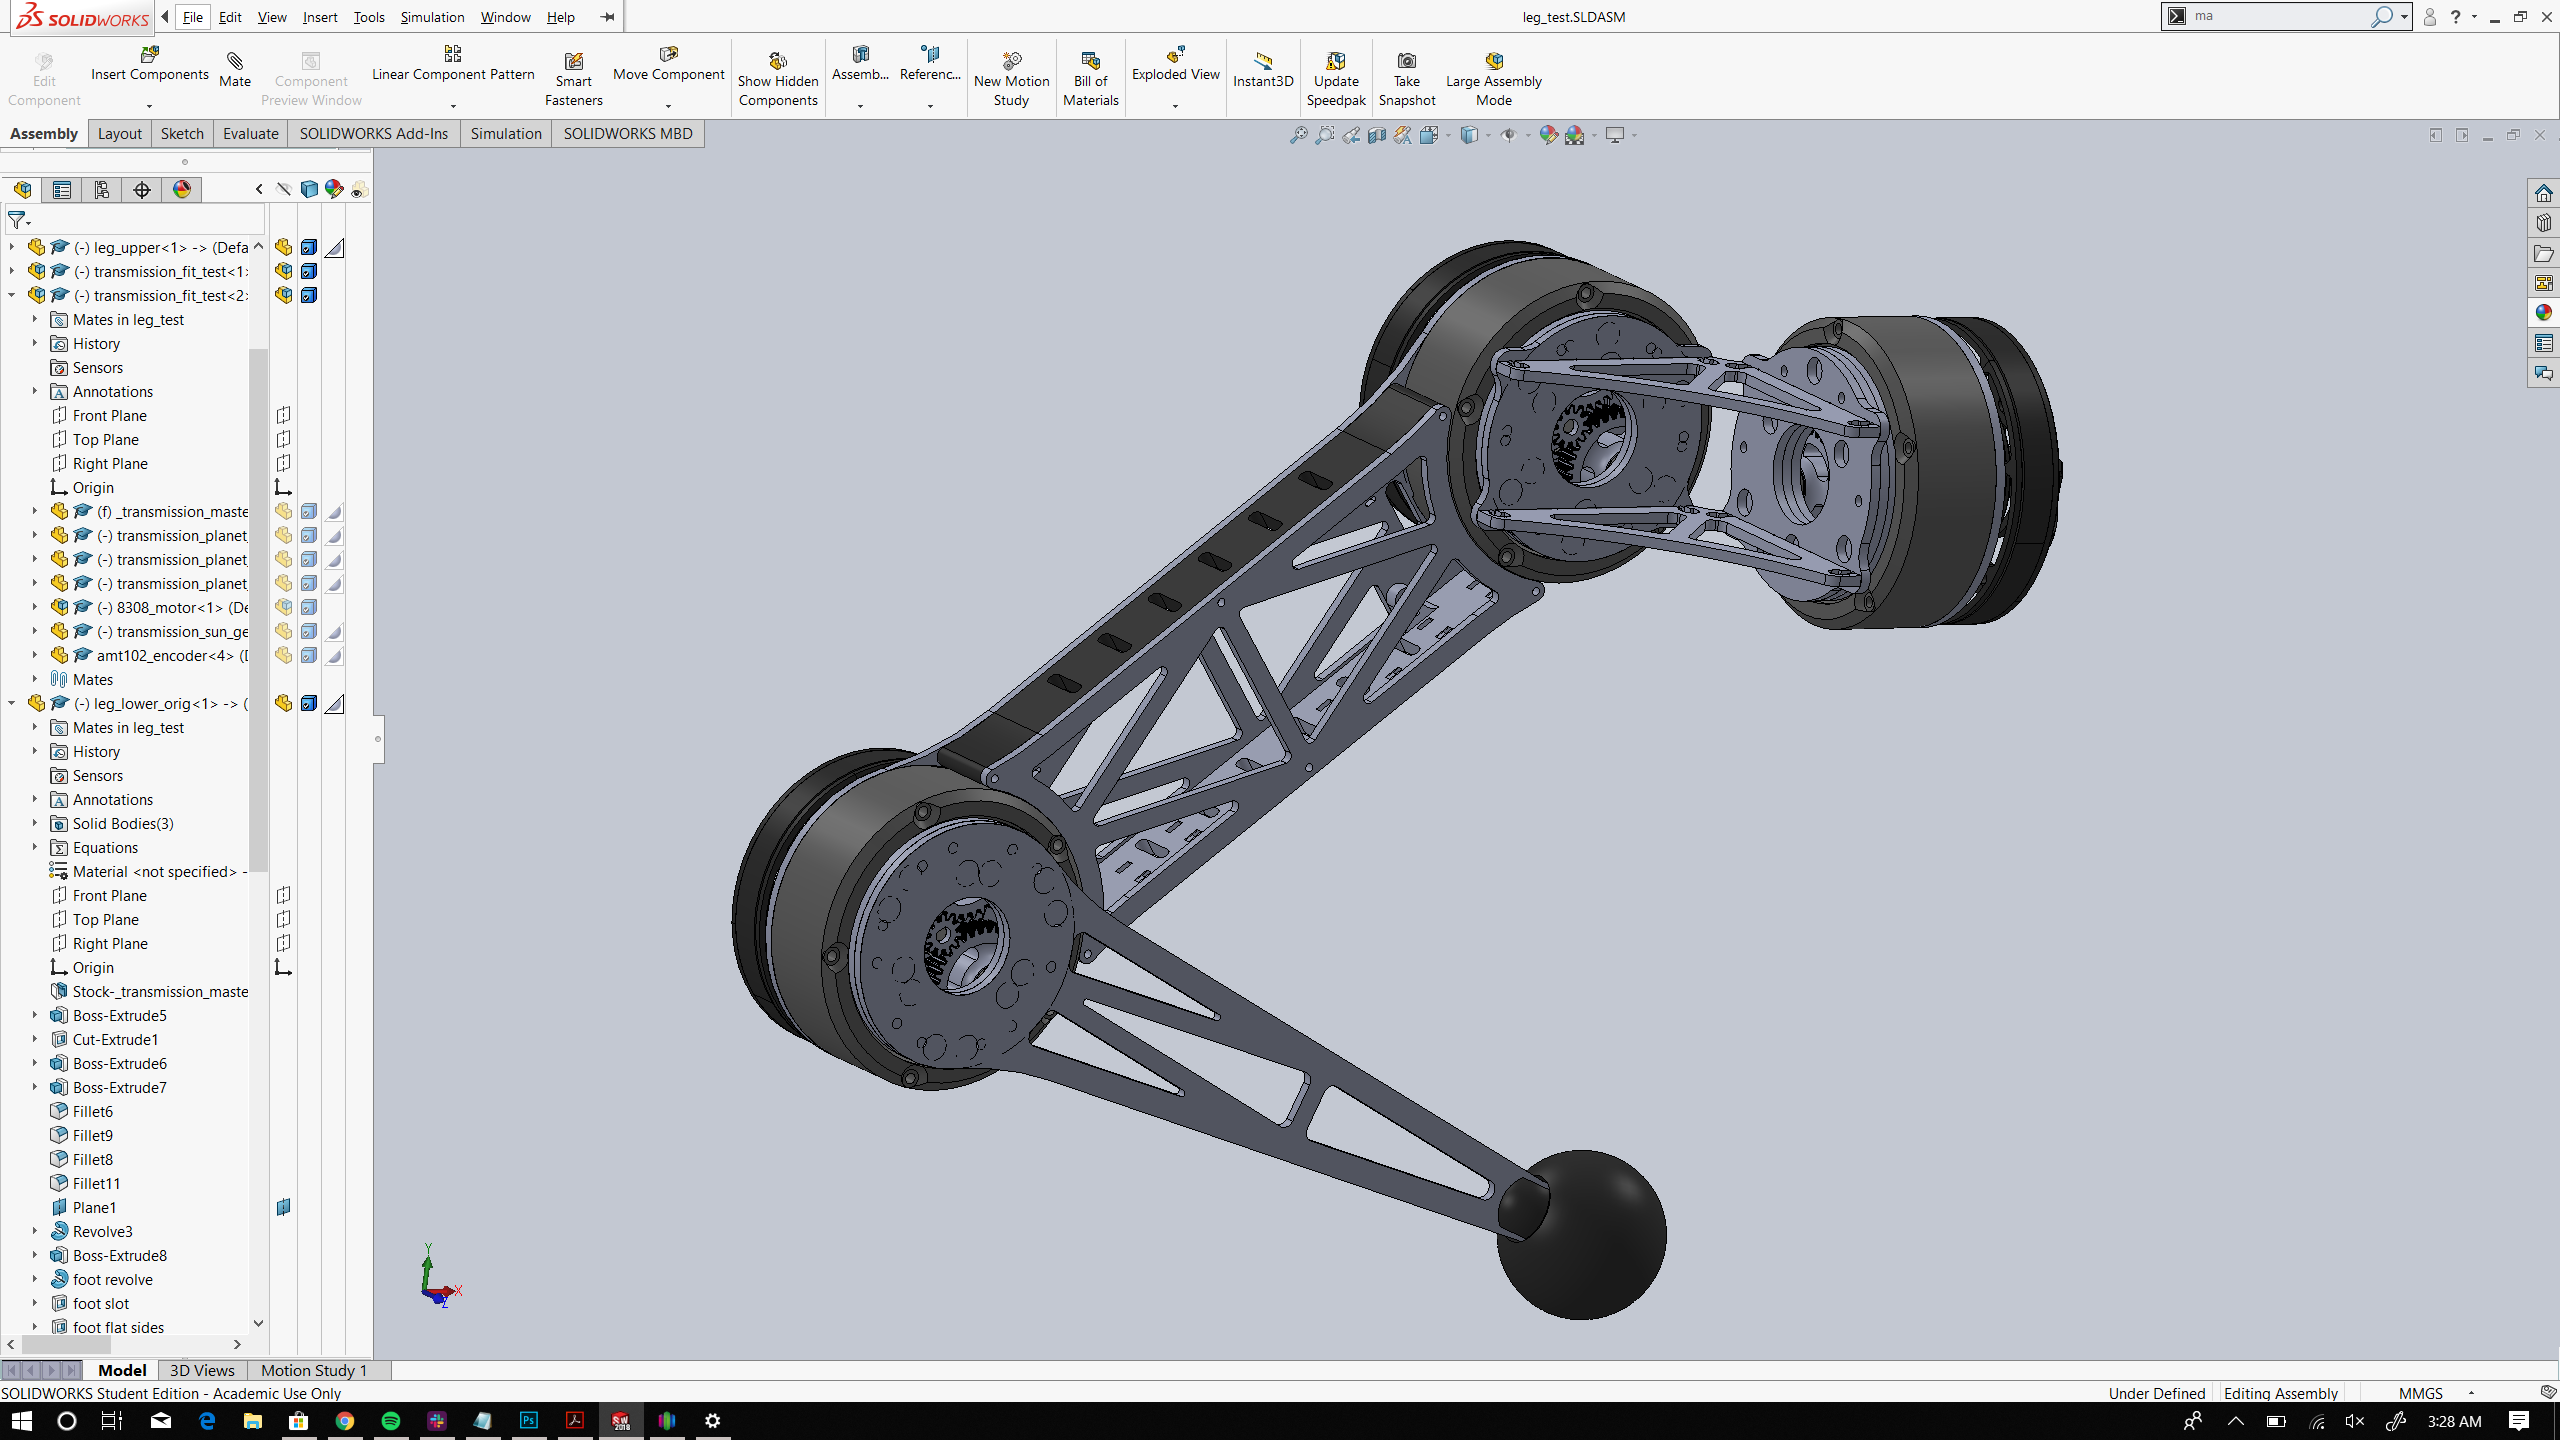 SOLIDWORKS File Edit View Insert Tools Simulation Window Help leg_test.SLDASM ma
Edit Component
Insert Components
Mate
Component Preview Window
Linear Component Pattern
Smart Fasteners
Move Component
Show Hidden Components
Assemb...
Referenc...
New Motion Study
Bill of Materials
Exploded View
Instant3D
Update Speedpak
Take Snapshot
Large Assembly Mode
Assembly Layout Sketch Evaluate SOLIDWORKS Add-Ins Simulation SOLIDWORKS MBD
(-) leg_upper<1> -> (Defa
(-) transmission_fit_test<1>
(-) transmission_fit_test<2>
Mates in leg_test
History
Sensors
Annotations
Front Plane
Top Plane
Right Plane
Origin
(f) _transmission_maste
(-) transmission_planet_
(-) transmission_planet_
(-) transmission_planet_
(-) 8308_motor<1> (De
(-) transmission_sun_ge
amt102_encoder<4> (D
Mates
(-) leg_lower_orig<1> -> (
Mates in leg_test
History
Sensors
Annotations
Solid Bodies(3)
Equations
Material <not specified>
Front Plane
Top Plane
Right Plane
Origin
Stock-_transmission_maste
Boss-Extrude5
Cut-Extrude1
Boss-Extrude6
Boss-Extrude7
Fillet6
Fillet9
Fillet8
Fillet11
Plane1
Revolve3
Boss-Extrude8
foot revolve
foot slot
foot flat sides
Y
X
Z
Model 3D Views Motion Study 1
SOLIDWORKS Student Edition - Academic Use Only Under Defined Editing Assembly MMGS
Ps SW 2018 3:28 AM